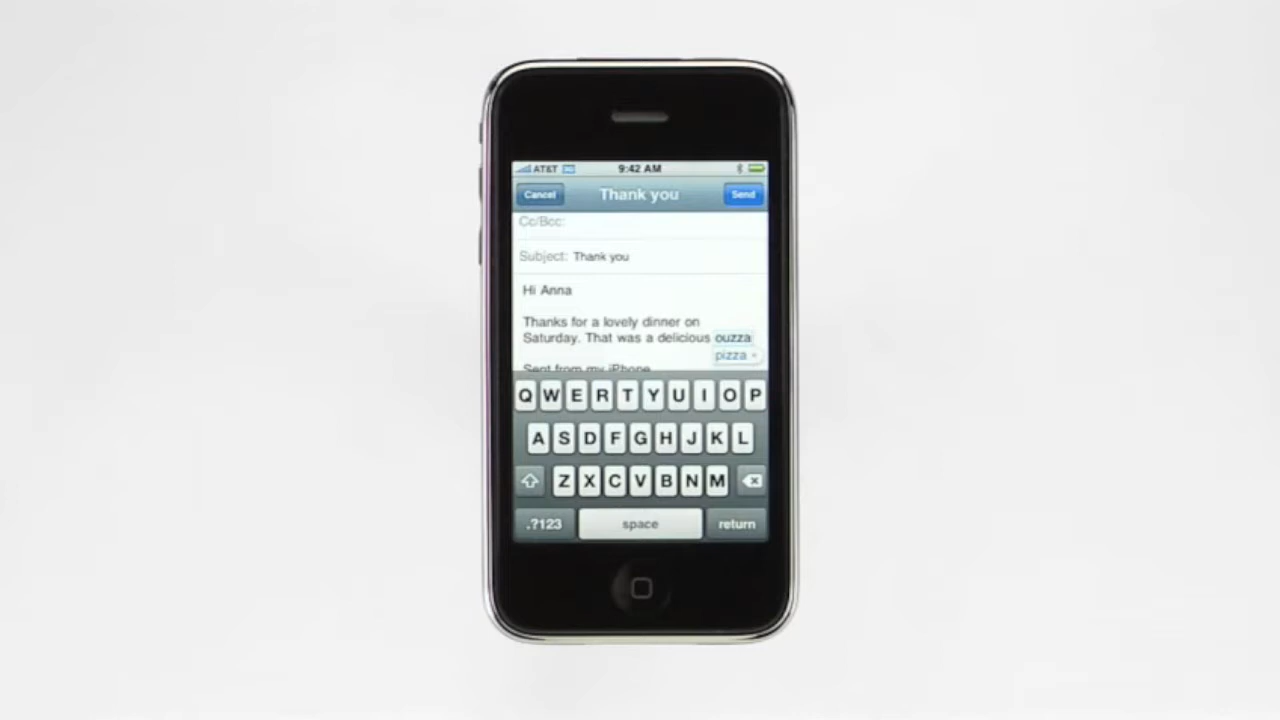 AT&T 3G 9:42 AM
Cancel Thank you Send
Cc/Bcc:
Subject: Thank you
Hi Anna
Thanks for a lovely dinner on
Saturday. That was a delicious ouzza
pizza ×
Sent from my iPhone
Q W E R T Y U I O P
A S D F G H J K L
Z X C V B N M
.?123 space return